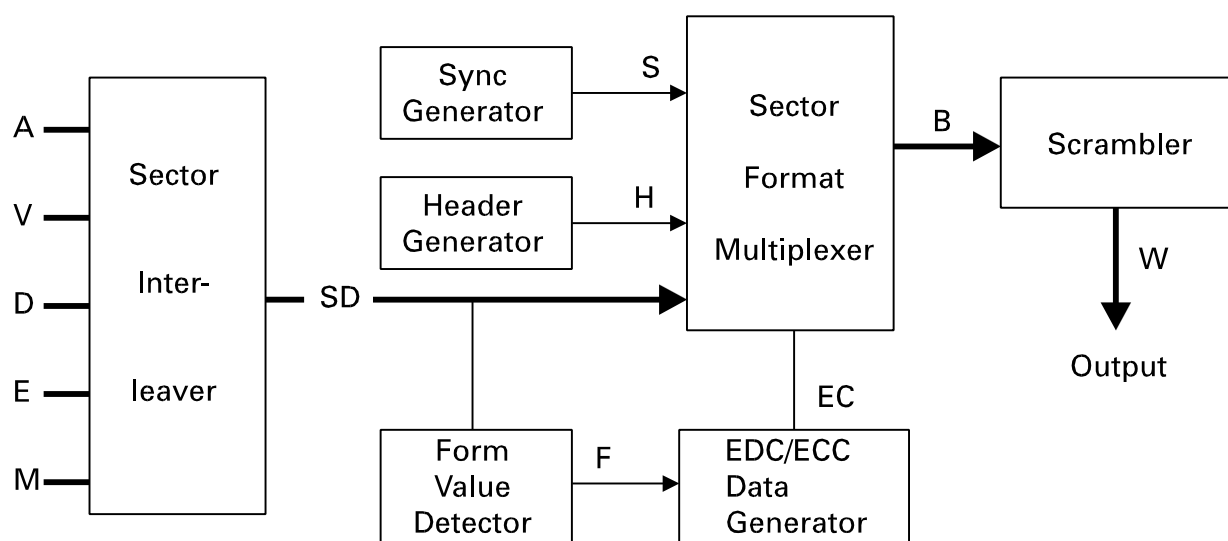 A
V
D
E
M
Sector
Inter-
leaver
SD
Sync
Generator
S
Header
Generator
H
Form
Value
Detector
F
EDC/ECC
Data
Generator
EC
Sector
Format
Multiplexer
B
Scrambler
W
Output